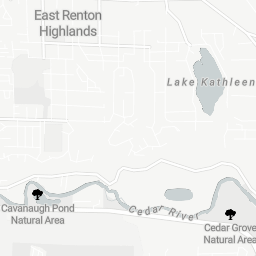 East Renton
Highlands
Lake Kathleen
Cedar River
Cavanaugh Pond
Natural Area
Cedar Grove
Natural Area